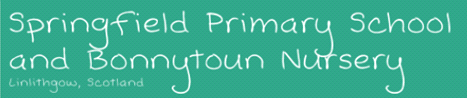 Springfield Primary School
and Bonnytoun Nursery
Linlithgow, Scotland